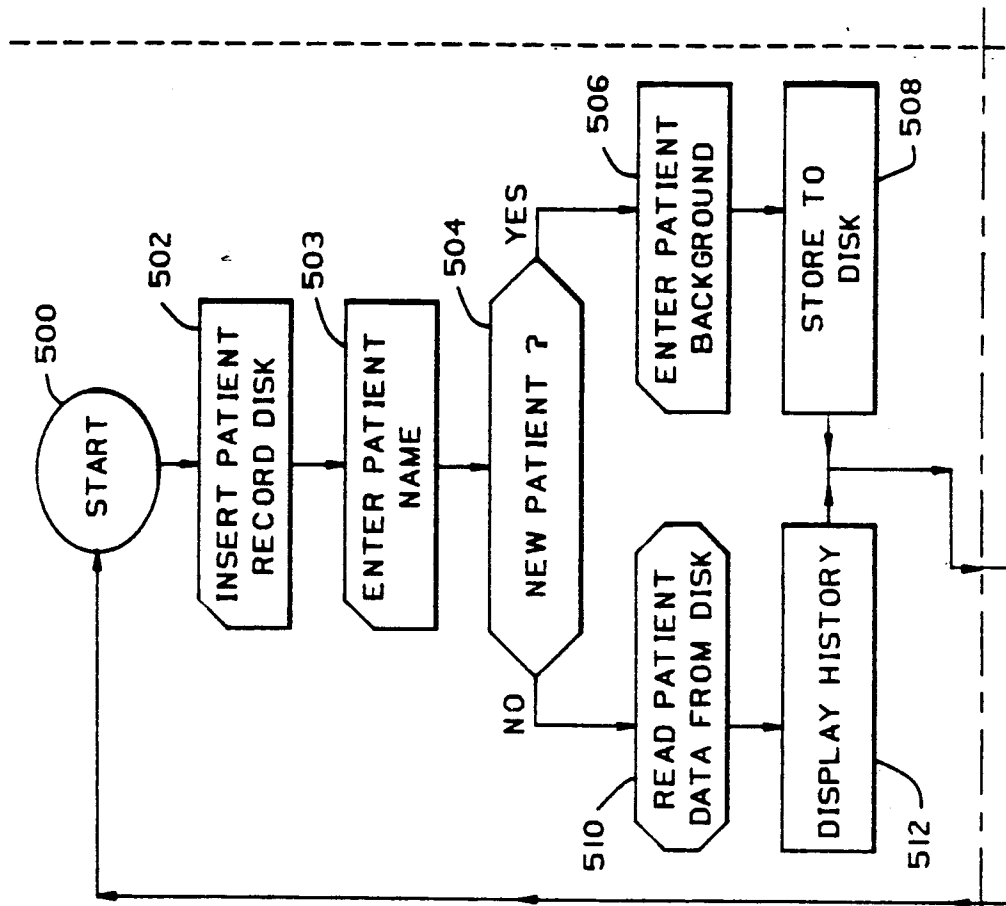 500
START
502
INSERT PATIENT
RECORD DISK
503
ENTER PATIENT
NAME
504
NEW PATIENT ?
NO
YES
510
READ PATIENT
DATA FROM DISK
506
ENTER PATIENT
BACKGROUND
512
DISPLAY HISTORY
508
STORE TO
DISK